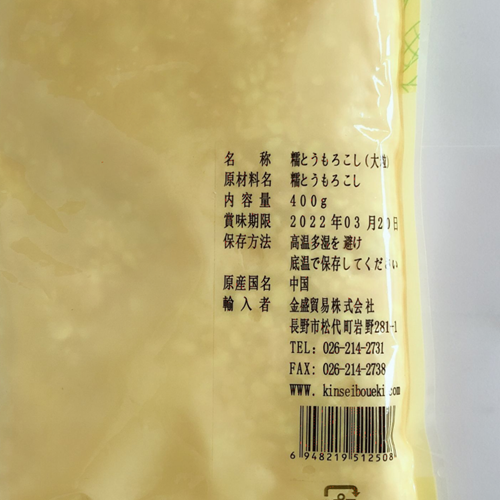 名 称 糯とうもろこし(大粒)
原材料名 糯とうもろこし
内 容 量 400g
賞味期限 2022年03月20日
保存方法 高温多湿を避け
底温で保存してください
原産国名 中国
輸 入 者 金盛貿易株式会社
長野市松代町岩野281-1
TEL: 026-214-2731
FAX: 026-214-2738
WWW. kinseiboueki.com
6 948219 512508